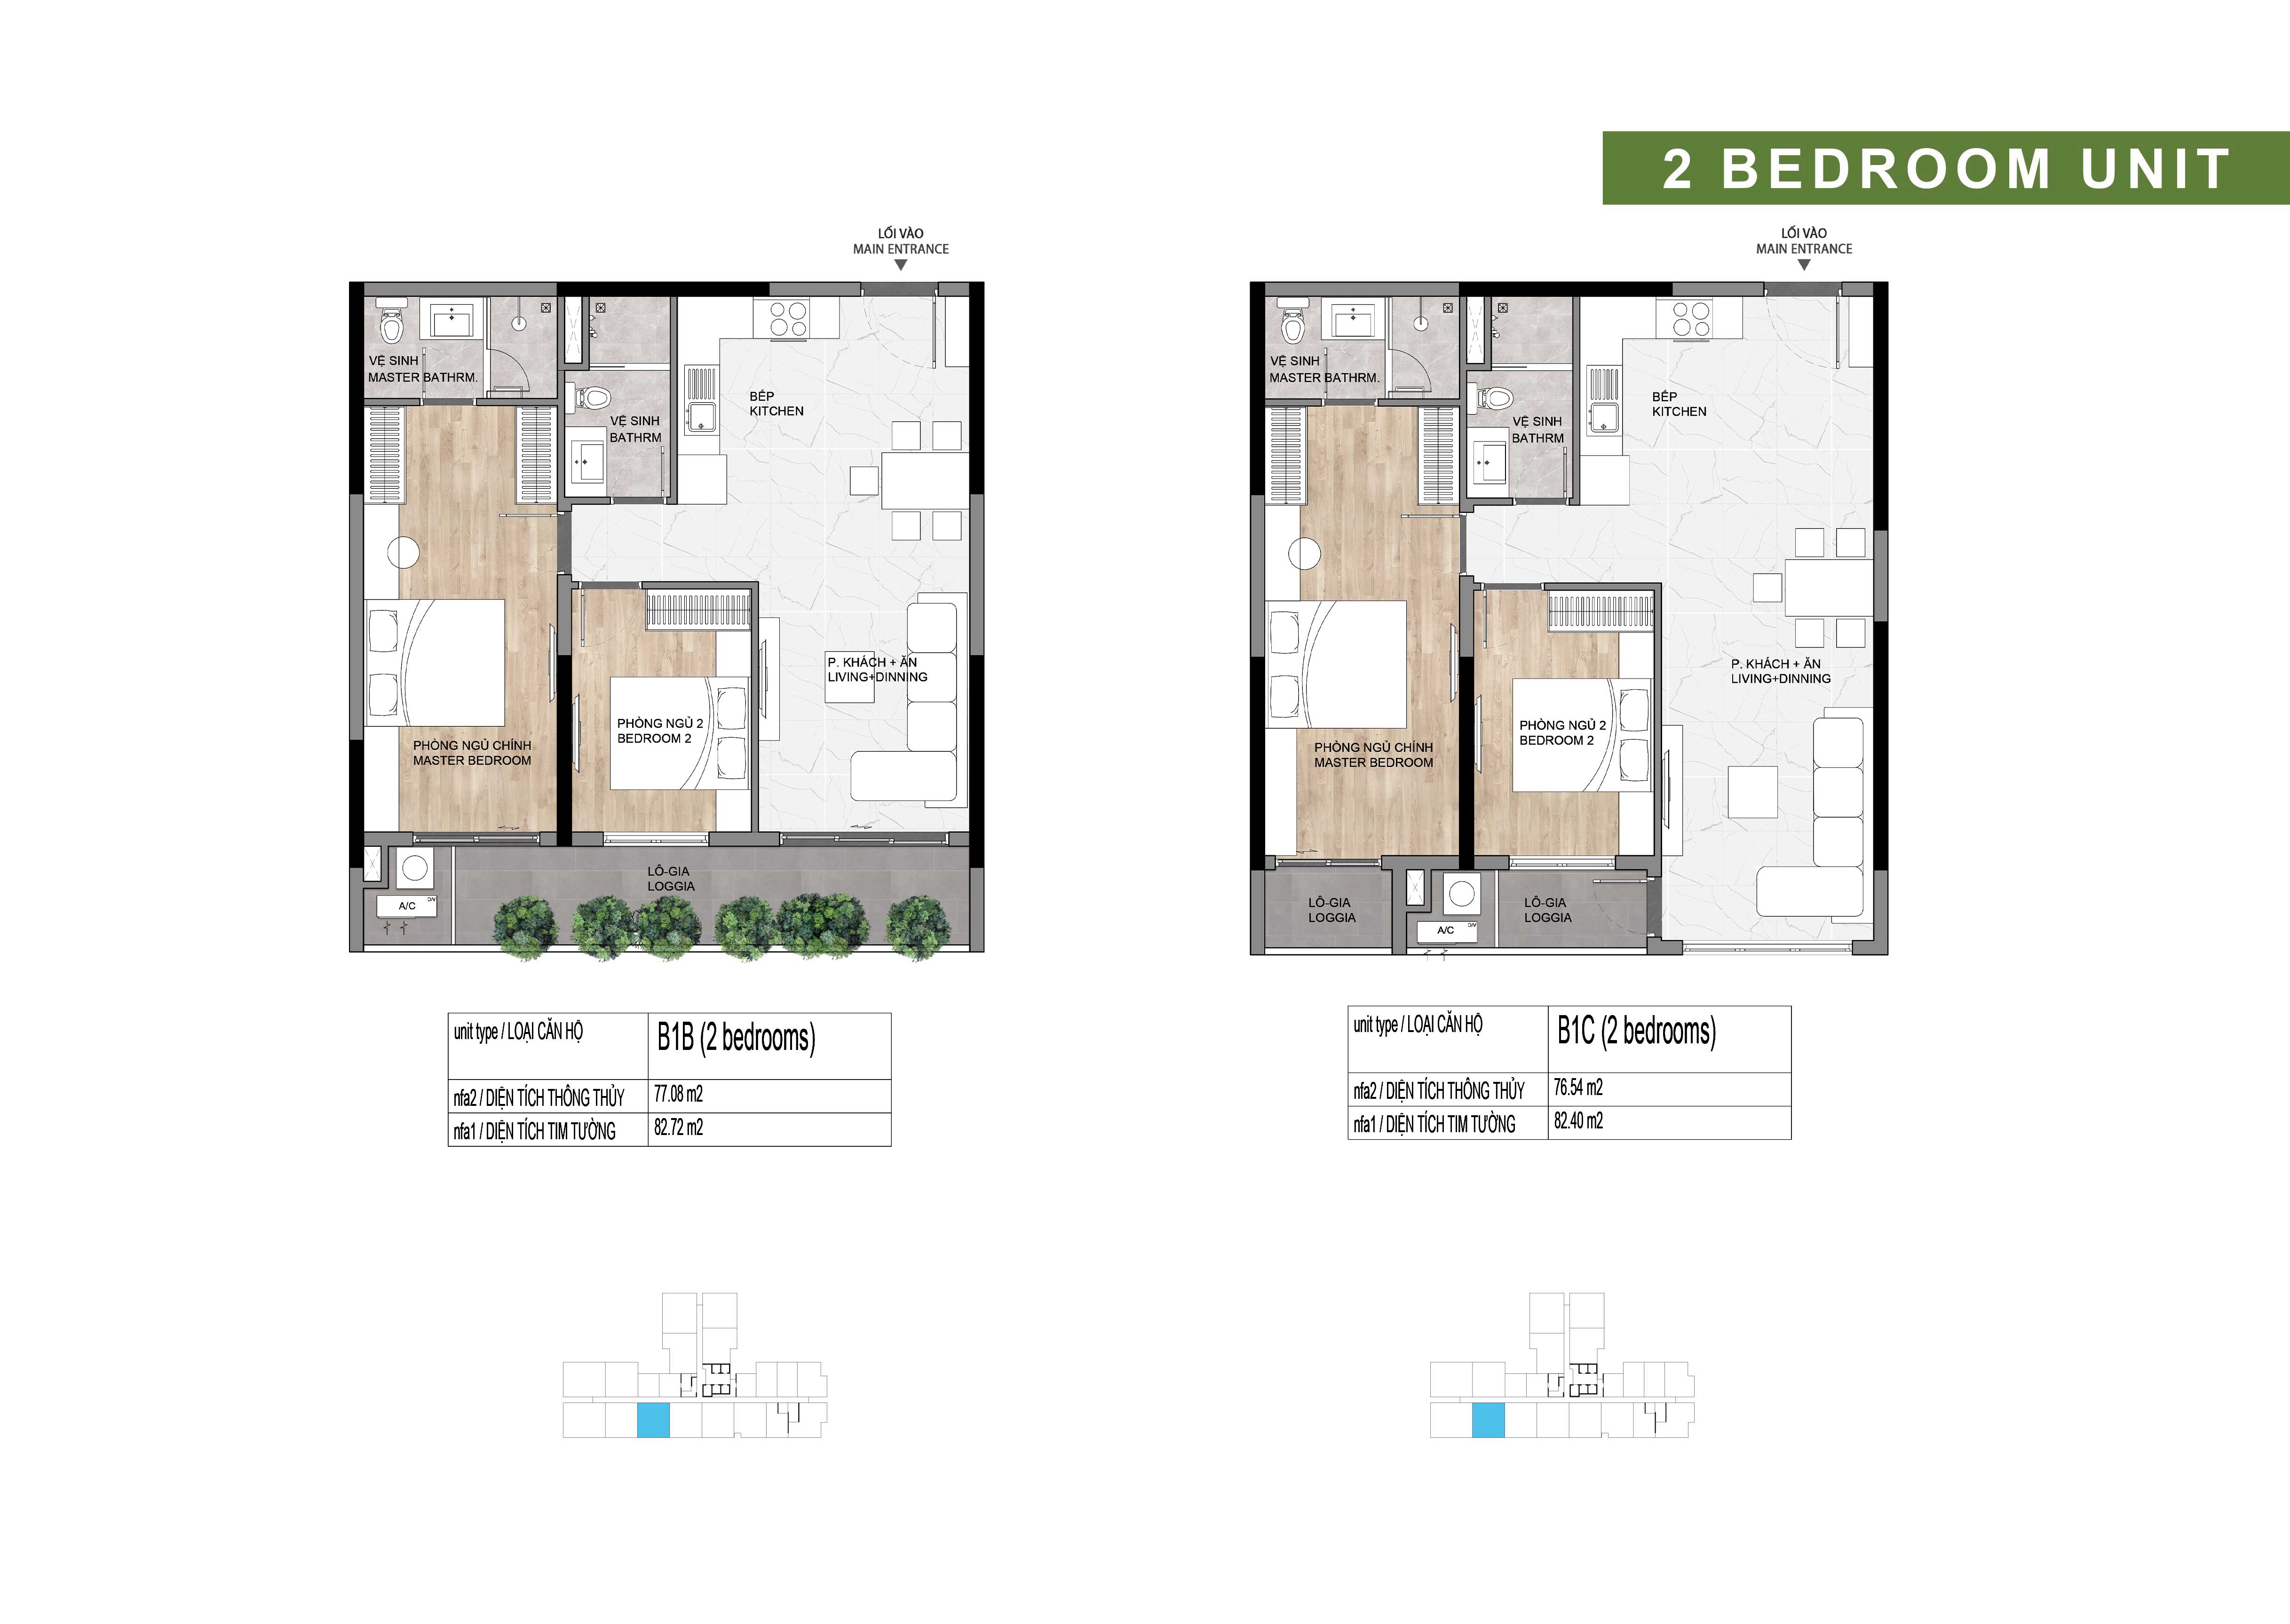 2 BEDROOM UNIT
LỐI VÀO
MAIN ENTRANCE
VỆ SINH
MASTER BATHRM.
BẾP
KITCHEN
VỆ SINH
BATHRM
P. KHÁCH + ĂN
LIVING+DINNING
PHÒNG NGỦ 2
BEDROOM 2
PHÒNG NGỦ CHÍNH
MASTER BEDROOM
LÔ-GIA
LOGGIA
A/C
A/C
unit type / LOẠI CĂN HỘ
B1B (2 bedrooms)
nfa2 / DIỆN TÍCH THÔNG THỦY
77.08 m2
nfa1 / DIỆN TÍCH TIM TƯỜNG
82.72 m2
LỐI VÀO
MAIN ENTRANCE
VỆ SINH
MASTER BATHRM.
BẾP
KITCHEN
VỆ SINH
BATHRM
P. KHÁCH + ĂN
LIVING+DINNING
PHÒNG NGỦ 2
BEDROOM 2
PHÒNG NGỦ CHÍNH
MASTER BEDROOM
LÔ-GIA
LOGGIA
LÔ-GIA
LOGGIA
A/C
A/C
unit type / LOẠI CĂN HỘ
B1C (2 bedrooms)
nfa2 / DIỆN TÍCH THÔNG THỦY
76.54 m2
nfa1 / DIỆN TÍCH TIM TƯỜNG
82.40 m2